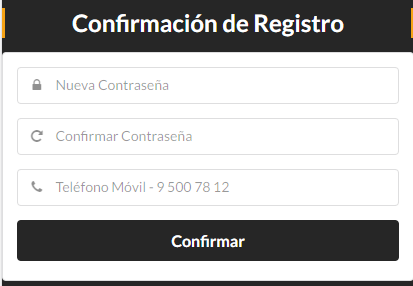 Confirmación de Registro
Nueva Contraseña
Confirmar Contraseña
Teléfono Móvil - 9 500 78 12
Confirmar